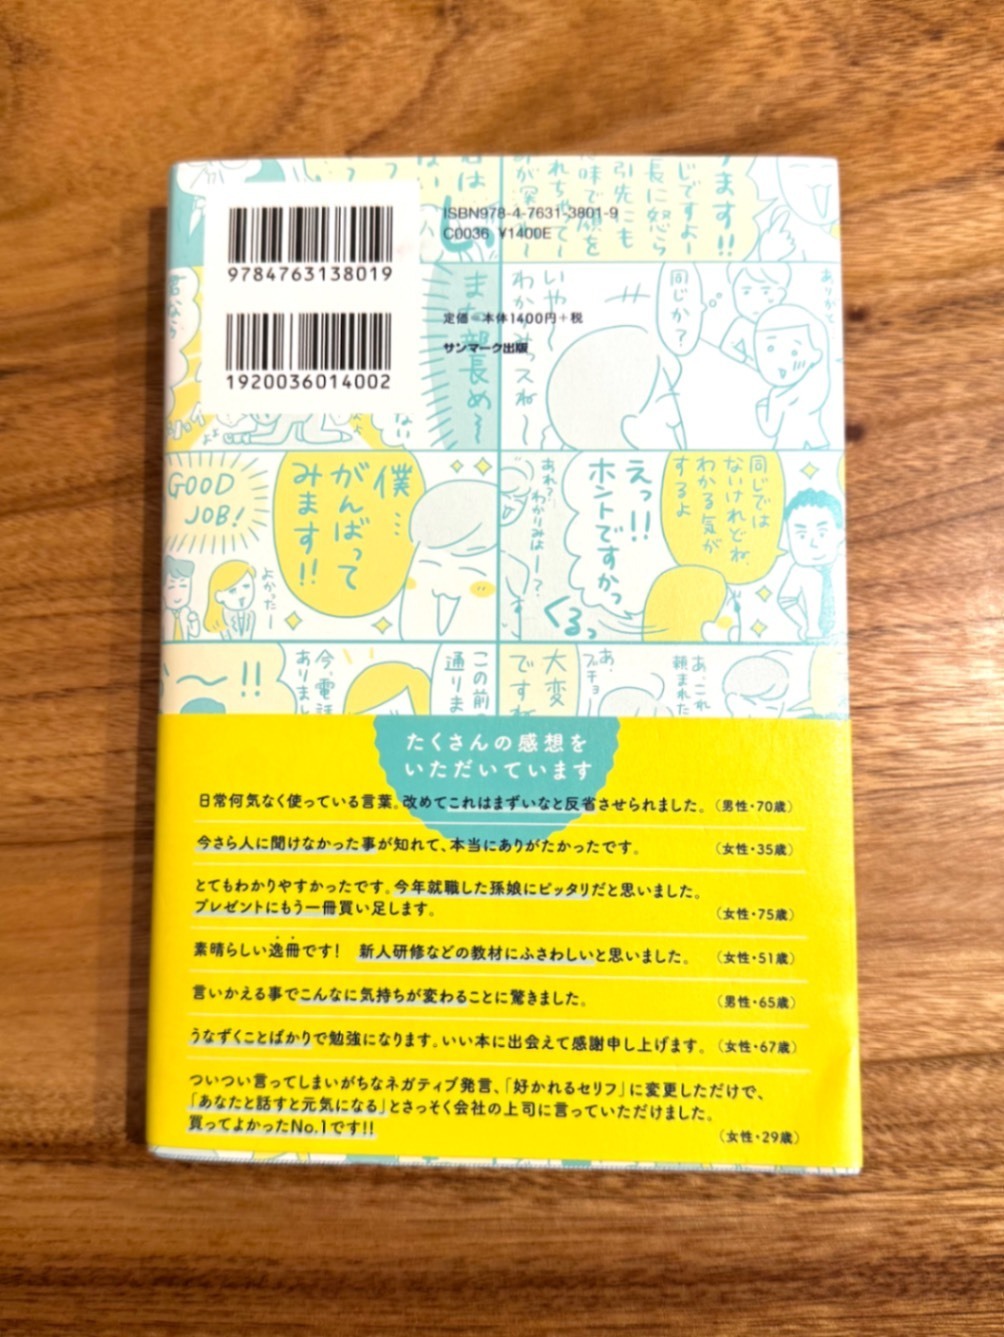 9784763138019
1920036014002
ISBN978-4-7631-3801-9
C0036 ¥1400E
定価=本体1400円+税
サンマーク出版
また部長め〜
同じか?
GOOD
JOB!
僕…
がんばって
みます!!
よかったー
えっ!!
ホントですかっ
同じでは
ないけれどね。
わかる気が
するよ
くるっ
今、電話
この前の
大変
ですね
たくさんの感想を
いただいています
日常何気なく使っている言葉。改めてこれはまずいなと反省させられました。(男性・70歳)
今さら人に聞けなかった事が知れて、本当にありがたかったです。(女性・35歳)
とてもわかりやすかったです。今年就職した孫娘にピッタリだと思いました。
プレゼントにもう一冊買い足します。(女性・75歳)
素晴らしい逸冊です! 新人研修などの教材にふさわしいと思いました。(女性・51歳)
言いかえる事でこんなに気持ちが変わることに驚きました。(男性・65歳)
うなずくことばかりで勉強になります。いい本に出会えて感謝申し上げます。(女性・67歳)
ついつい言ってしまいがちなネガティブ発言、「好かれるセリフ」に変更しただけで、
「あなたと話すと元気になる」とさっそく会社の上司に言っていただけました。
買ってよかったNo.1です!!(女性・29歳)